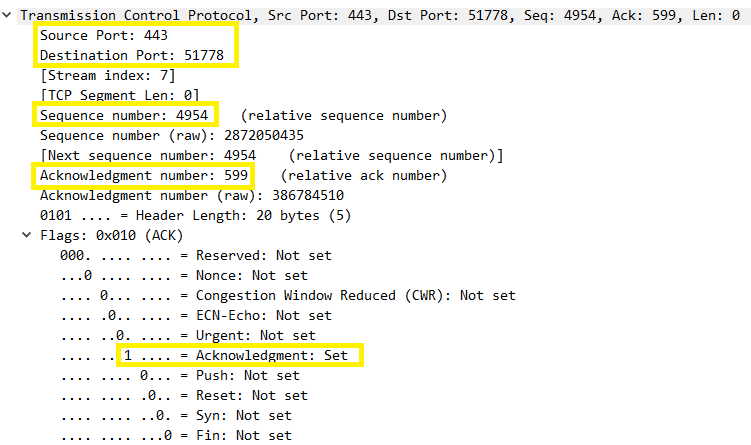 Transmission Control Protocol, Src Port: 443, Dst Port: 51778, Seq: 4954, Ack: 599, Len: 0
Source Port: 443
Destination Port: 51778
[Stream index: 7]
[TCP Segment Len: 0]
Sequence number: 4954    (relative sequence number)
Sequence number (raw): 2872050435
[Next sequence number: 4954    (relative sequence number)]
Acknowledgment number: 599    (relative ack number)
Acknowledgment number (raw): 386784510
0101 .... = Header Length: 20 bytes (5)
Flags: 0x010 (ACK)
000. .... .... = Reserved: Not set
...0 .... .... = Nonce: Not set
.... 0... .... = Congestion Window Reduced (CWR): Not set
.... .0.. .... = ECN-Echo: Not set
.... ..0. .... = Urgent: Not set
.... ...1 .... = Acknowledgment: Set
.... .... 0... = Push: Not set
.... .... .0.. = Reset: Not set
.... .... ..0. = Syn: Not set
.... .... ...0 = Fin: Not set